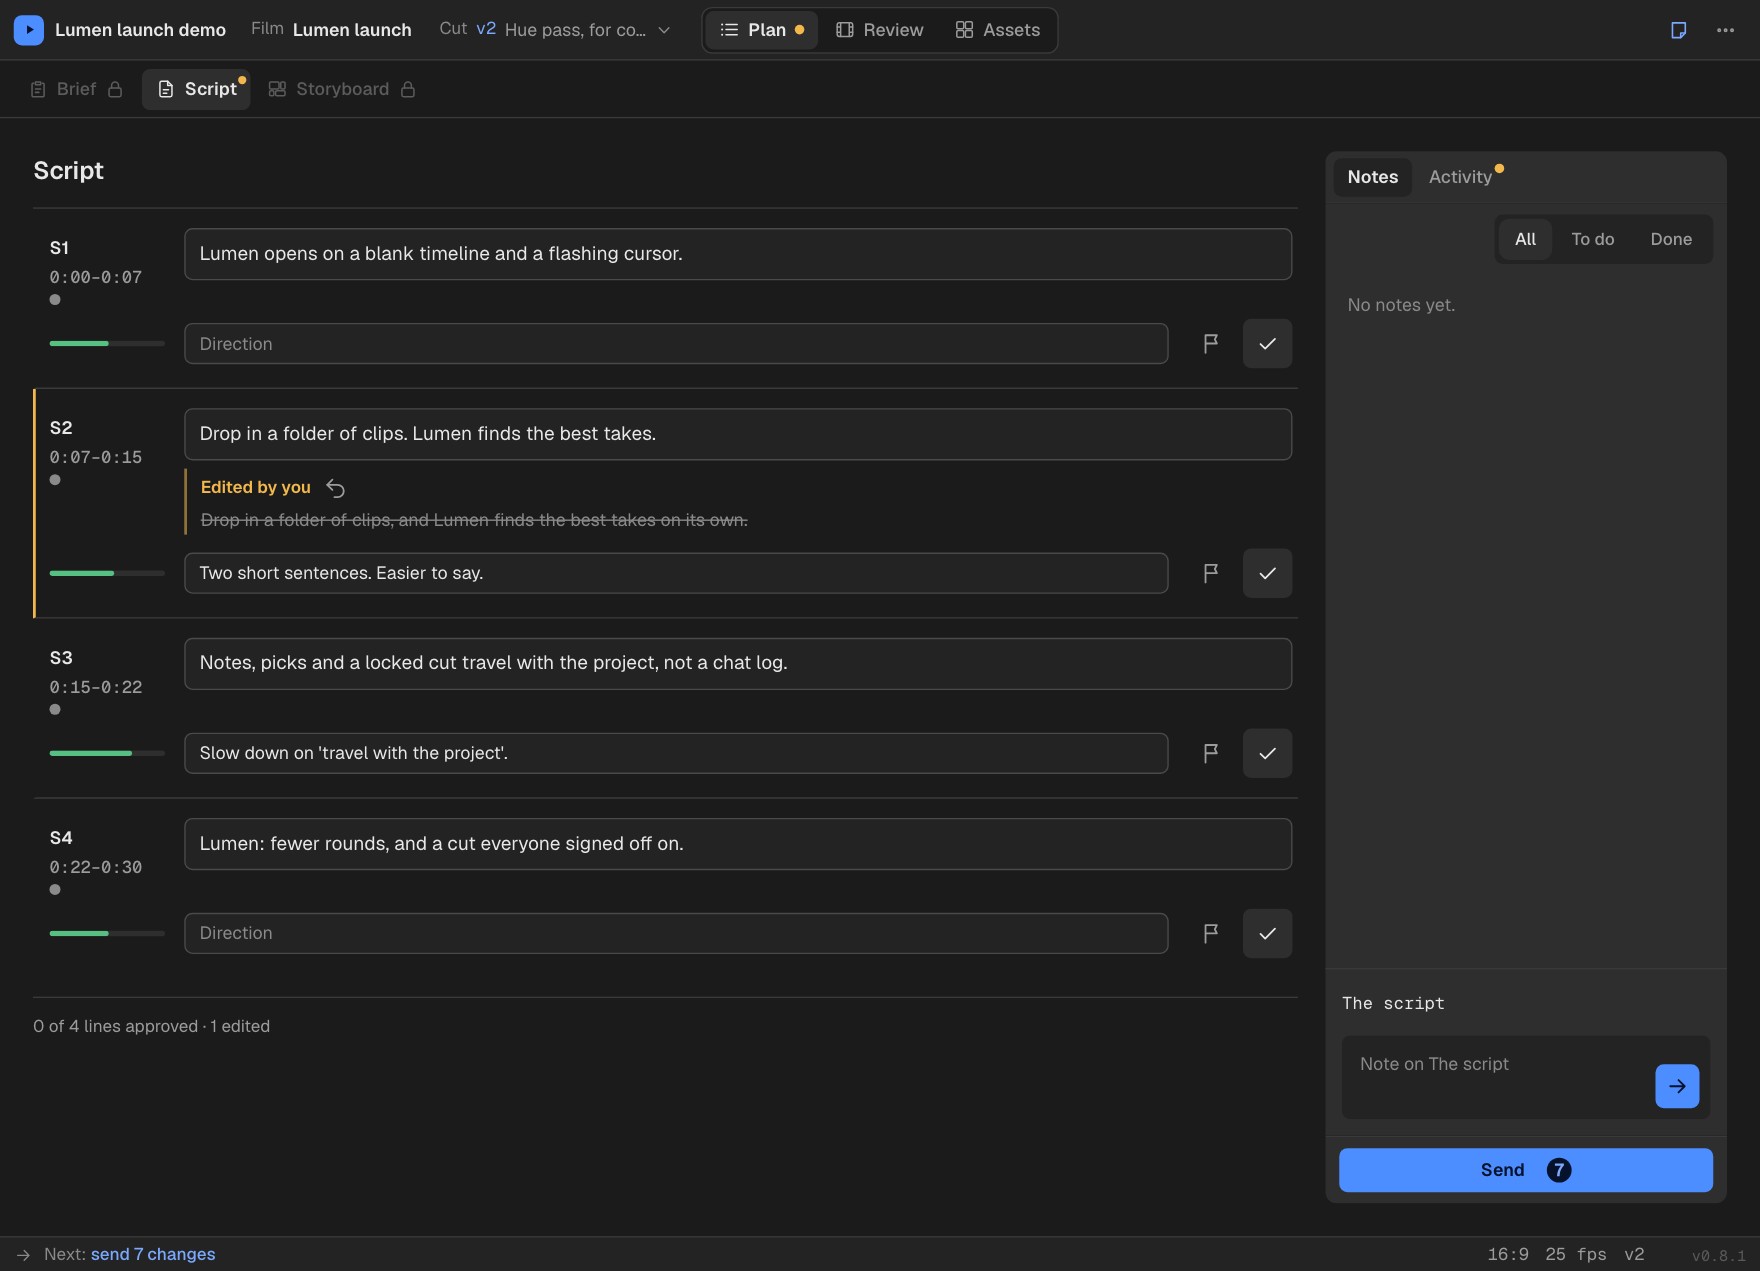 Lumen launch demo
Film Lumen launch
Cut v2 Hue pass, for co...
Plan
Review
Assets
Brief
Script
Storyboard
Script
S1
0:00–0:07
Lumen opens on a blank timeline and a flashing cursor.
Direction
S2
0:07–0:15
Drop in a folder of clips. Lumen finds the best takes.
Edited by you
Drop in a folder of clips, and Lumen finds the best takes on its own.
Two short sentences. Easier to say.
S3
0:15–0:22
Notes, picks and a locked cut travel with the project, not a chat log.
Slow down on 'travel with the project'.
S4
0:22–0:30
Lumen: fewer rounds, and a cut everyone signed off on.
Direction
0 of 4 lines approved · 1 edited
Notes
Activity
All
To do
Done
No notes yet.
The script
Note on The script
Send 7
Next: send 7 changes
16:9 25 fps v2
v0.8.1